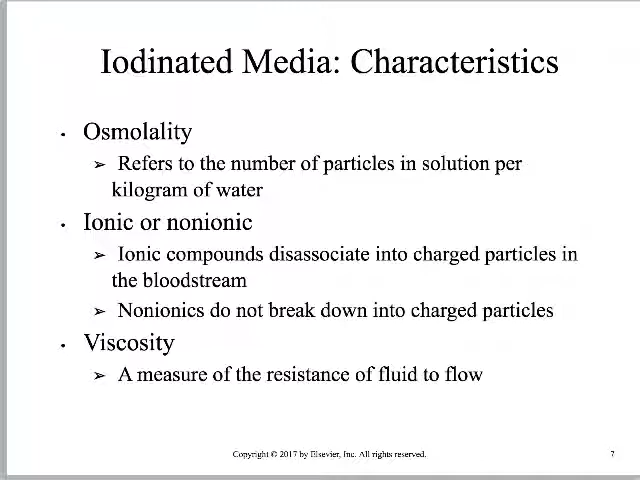 Iodinated Media: Characteristics
• Osmolality
➢ Refers to the number of particles in solution per
kilogram of water
• Ionic or nonionic
➢ Ionic compounds disassociate into charged particles in
the bloodstream
➢ Nonionics do not break down into charged particles
• Viscosity
➢ A measure of the resistance of fluid to flow
Copyright © 2017 by Elsevier, Inc. All rights reserved.
7